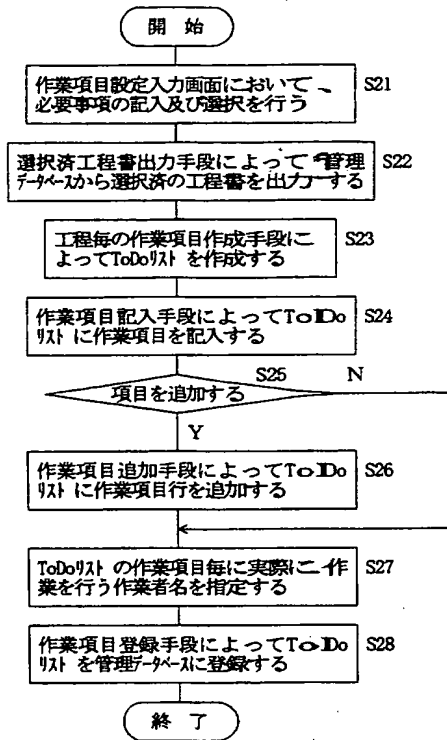 開 始
作業項目設定入力画面において、
必要事項の記入及び選択を行う
S21
選択済工程書出力手段によって管理
データベースから選択済の工程書を出力する
S22
工程毎の作業項目作成手段に
よってToDoリスト を作成する
S23
作業項目記入手段によってToDo
リスト に作業項目を記入する
S24
S25
項目を追加する
N
Y
作業項目追加手段によってToDo
リスト に作業項目行を追加する
S26
ToDoリスト の作業項目毎に実際に作
業を行う作業者名を指定する
S27
作業項目登録手段によってToDo
リスト を管理データベースに登録する
S28
終 了